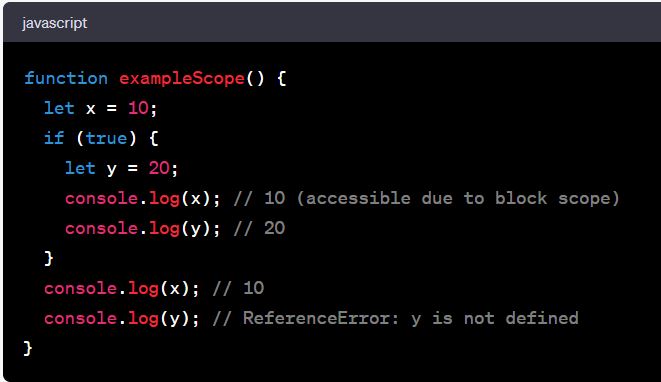 javascript
function exampleScope() {
  let x = 10;
  if (true) {
    let y = 20;
    console.log(x); // 10 (accessible due to block scope)
    console.log(y); // 20
  }
  console.log(x); // 10
  console.log(y); // ReferenceError: y is not defined
}